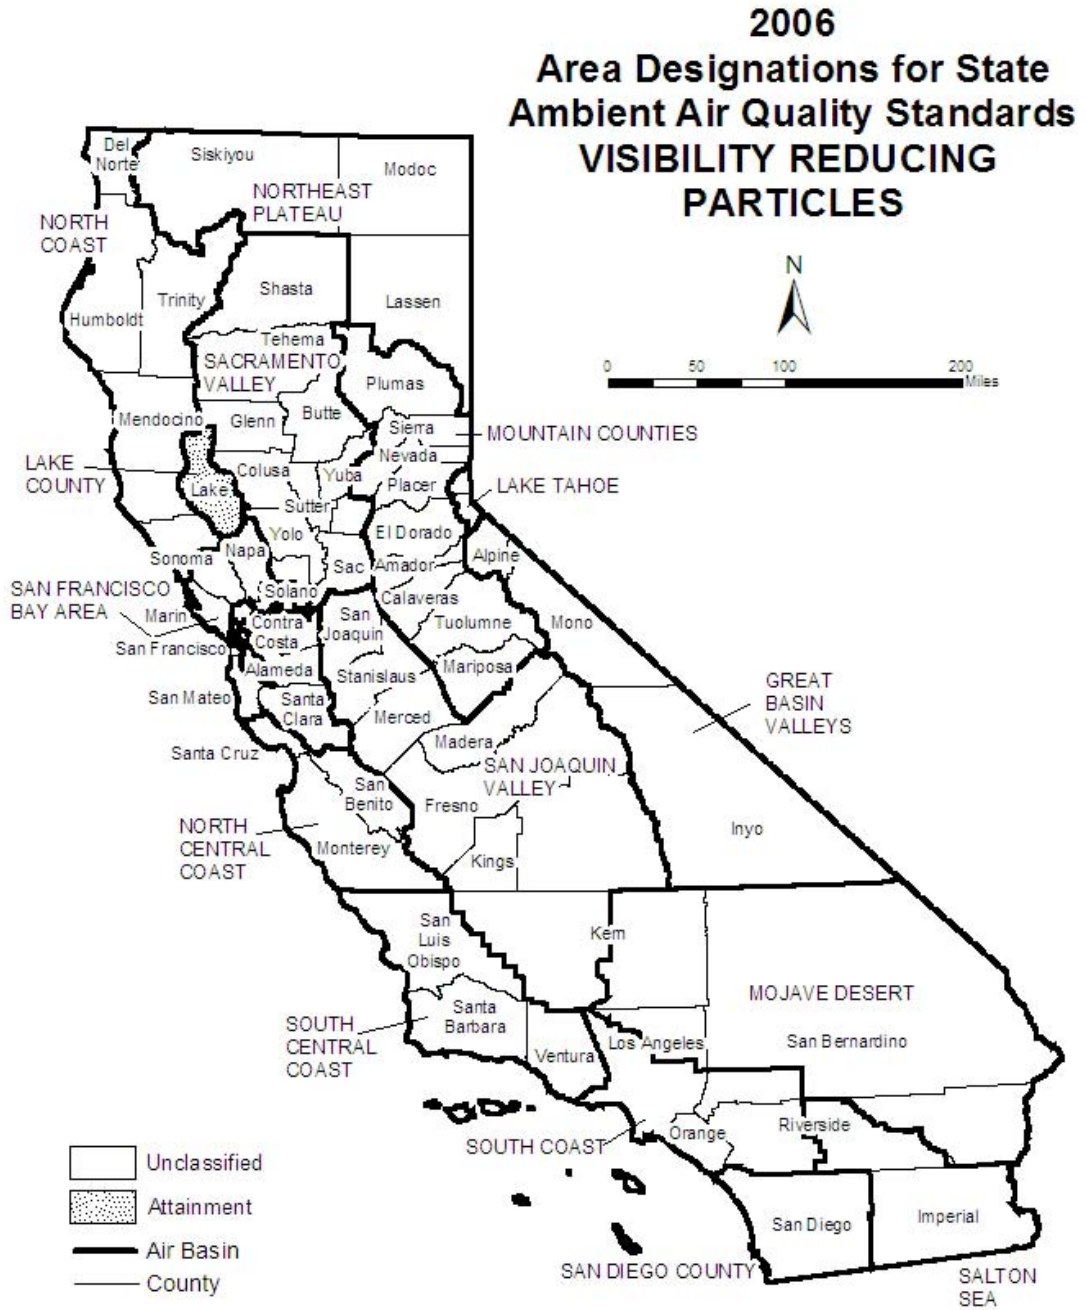 2006
Area Designations for State
Ambient Air Quality Standards
VISIBILITY REDUCING
PARTICLES
N
0 50 100 200
Miles
Del
Norte
Siskiyou
Modoc
NORTHEAST
PLATEAU
NORTH
COAST
Shasta
Trinity
Lassen
Humboldt
Tehema
SACRAMENTO
VALLEY
Plumas
Mendocino
Glenn
Butte
Sierra
MOUNTAIN COUNTIES
Nevada
LAKE
COUNTY
Colusa
Yuba
Placer
Lake
LAKE TAHOE
Sutter
Yolo
El Dorado
Napa
Sonoma
Sac
Amador
Alpine
SAN FRANCISCO
BAY AREA
Solano
Calaveras
Marin
Contra
Costa
San
Joaquin
Tuolumne
Mono
San Francisco
Alameda
Stanislaus
Mariposa
San Mateo
Santa
Clara
Merced
GREAT
BASIN
VALLEYS
Santa Cruz
Madera
SAN JOAQUIN
VALLEY
San
Benito
Fresno
NORTH
CENTRAL
COAST
Monterey
Kings
Inyo
San
Luis
Obispo
Kern
MOJAVE DESERT
Santa
Barbara
SOUTH
CENTRAL
COAST
Ventura
Los Angeles
San Bernardino
SOUTH COAST
Orange
Riverside
San Diego
Imperial
SAN DIEGO COUNTY
SALTON
SEA
Unclassified
Attainment
Air Basin
County